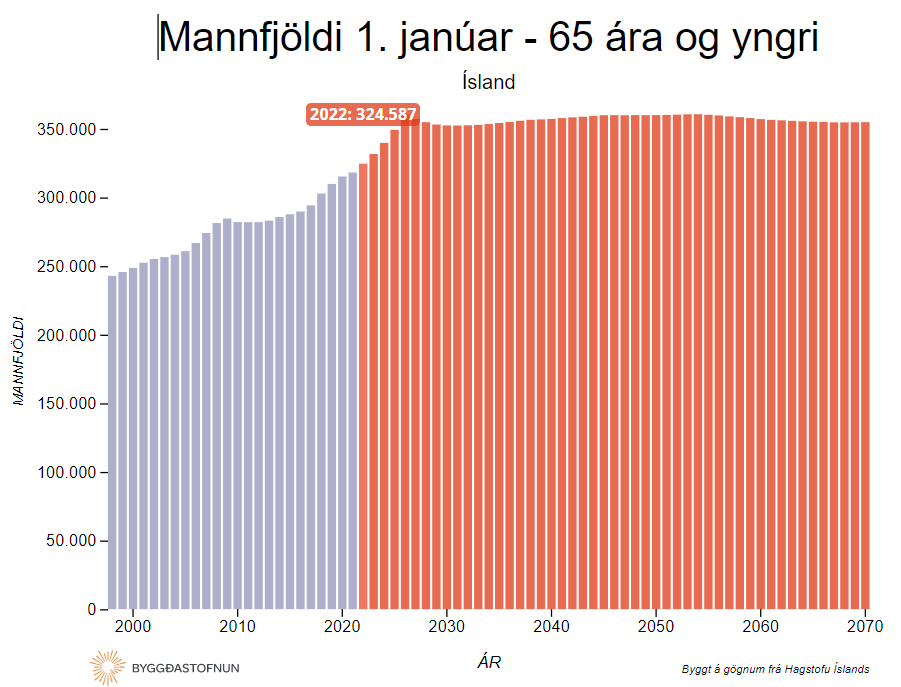 Mannfjöldi 1. janúar - 65 ára og yngri
Ísland
2022: 324.587
350.000
300.000
250.000
200.000
150.000
100.000
50.000
0
MANNFJÖLDI
2000 2010 2020 2030 2040 2050 2060 2070
ÁR
BYGGÐASTOFNUN
Byggt á gögnum frá Hagstofu Íslands